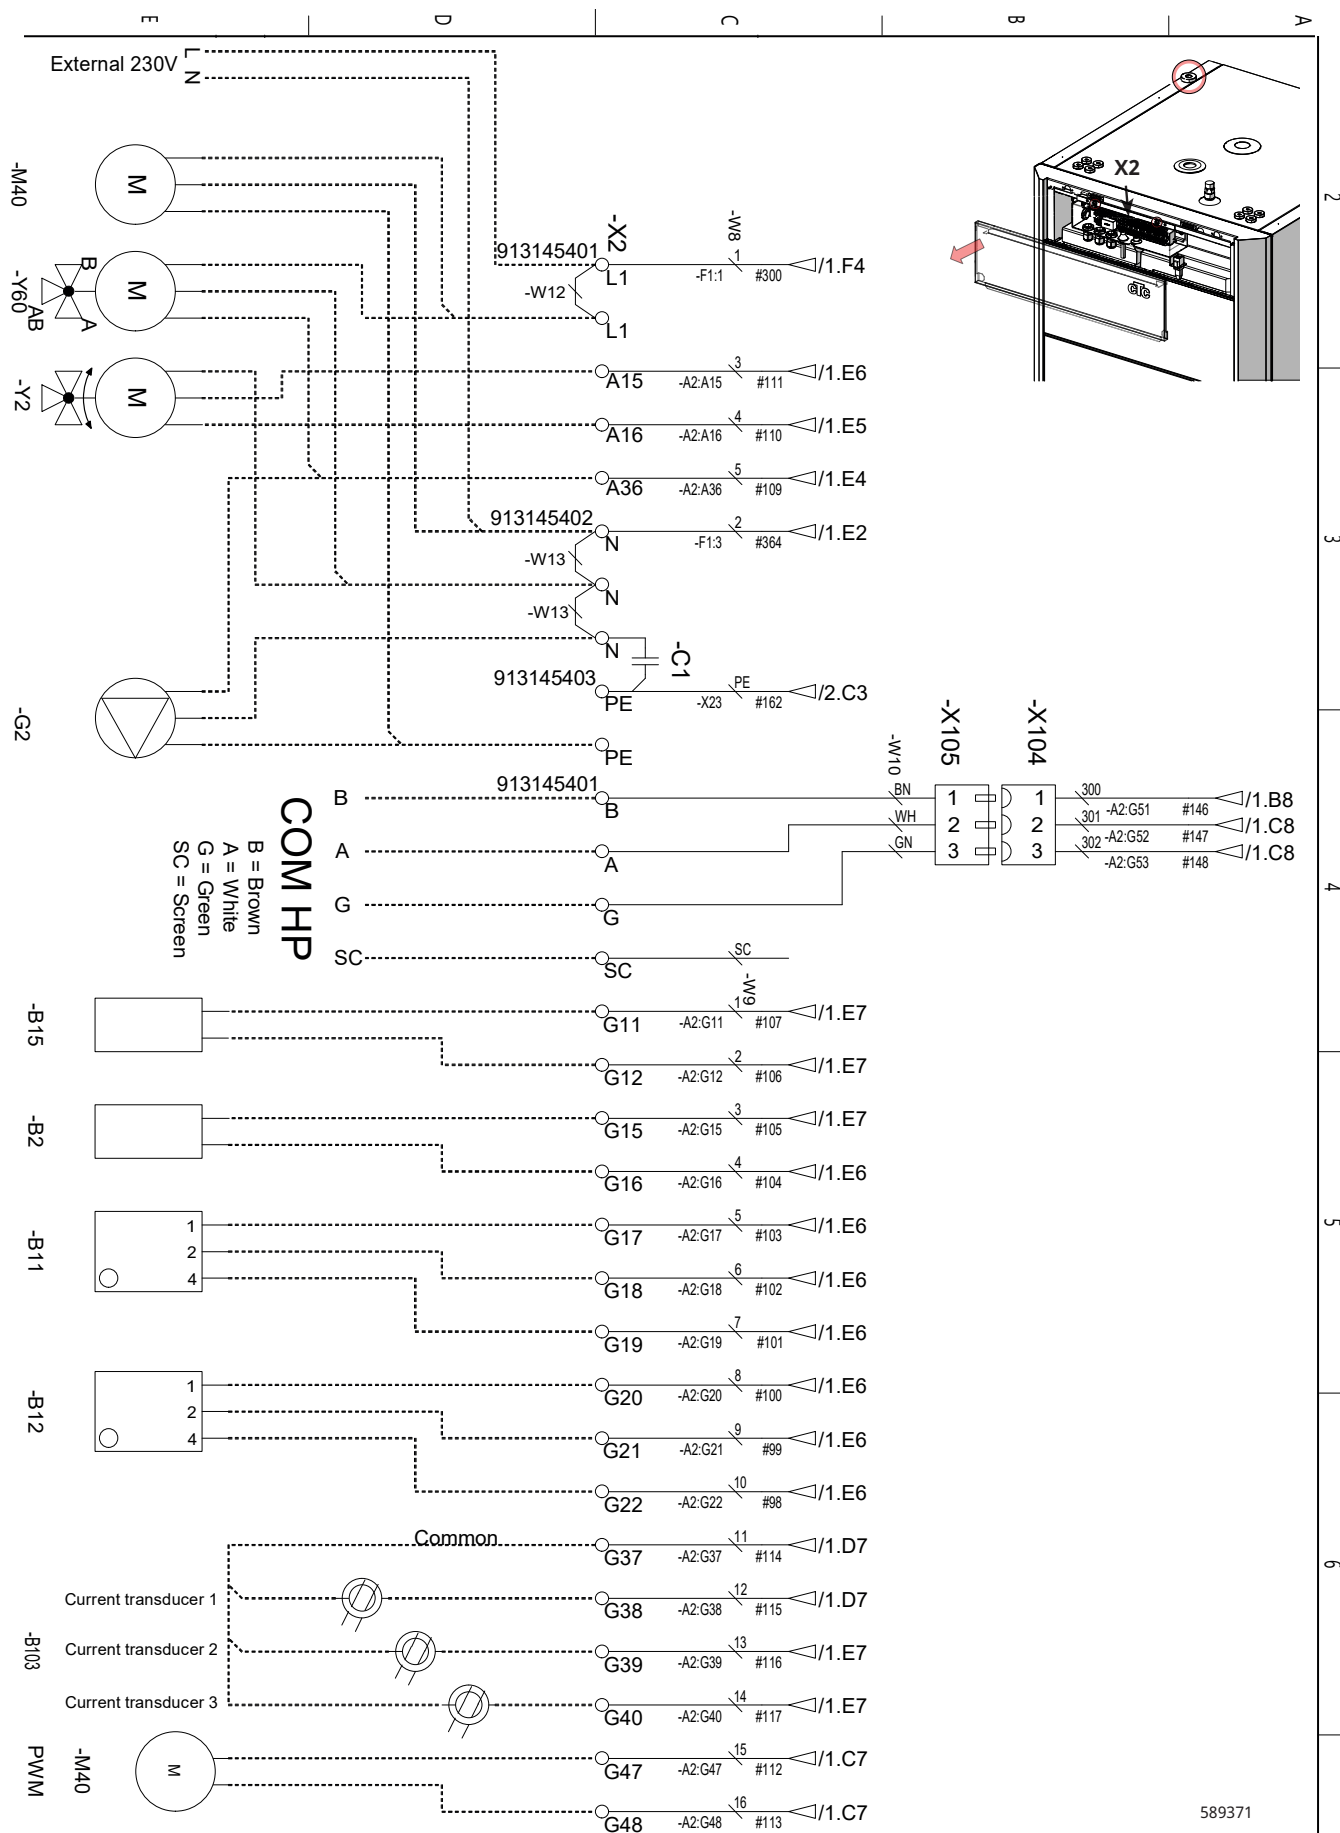 E D C B A
External 230V
L
N
-M40
M
-X2
-W8
X2
2
913145401
L1
1
-F1:1
#300
/1.F4
-Y60
B
A
AB
M
-W12
L1
CTC
-Y2
M
A15
3
-A2:A15
#111
/1.E6
A16
4
-A2:A16
#110
/1.E5
A36
5
-A2:A36
#109
/1.E4
913145402
N
2
-F1:3
#364
/1.E2
3
-W13
N
-W13
N
-C1
913145403
PE
PE
-X23
#162
/2.C3
-G2
PE
-W10
-X105
-X104
B
913145401
B
BN
1
1
300
-A2:G51
#146
/1.B8
WH
2
2
301
-A2:G52
#147
/1.C8
A
A
GN
3
3
302
-A2:G53
#148
/1.C8
4
G
G
SC
SC
SC
COM HP
B = Brown
A = White
G = Green
SC = Screen
-W9
-B15
G11
1
-A2:G11
#107
/1.E7
G12
2
-A2:G12
#106
/1.E7
-B2
G15
3
-A2:G15
#105
/1.E7
G16
4
-A2:G16
#104
/1.E6
-B11
1
2
4
G17
5
-A2:G17
#103
/1.E6
5
G18
6
-A2:G18
#102
/1.E6
G19
7
-A2:G19
#101
/1.E6
-B12
1
2
4
G20
8
-A2:G20
#100
/1.E6
G21
9
-A2:G21
#99
/1.E6
G22
10
-A2:G22
#98
/1.E6
Common
G37
11
-A2:G37
#114
/1.D7
6
-B103
Current transducer 1
G38
12
-A2:G38
#115
/1.D7
Current transducer 2
G39
13
-A2:G39
#116
/1.E7
Current transducer 3
G40
14
-A2:G40
#117
/1.E7
PWM
-M40
M
G47
15
-A2:G47
#112
/1.C7
G48
16
-A2:G48
#113
/1.C7
589371